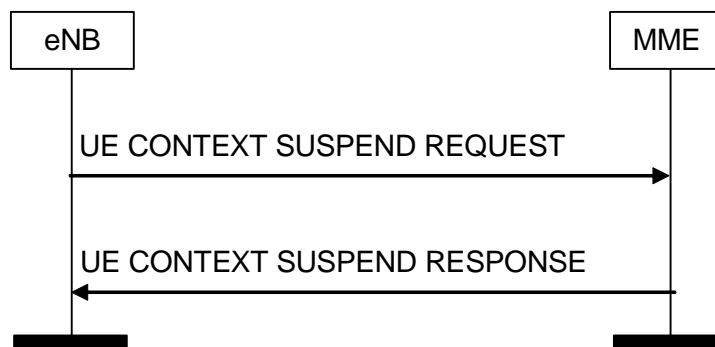 eNB
MME
UE CONTEXT SUSPEND REQUEST
UE CONTEXT SUSPEND RESPONSE